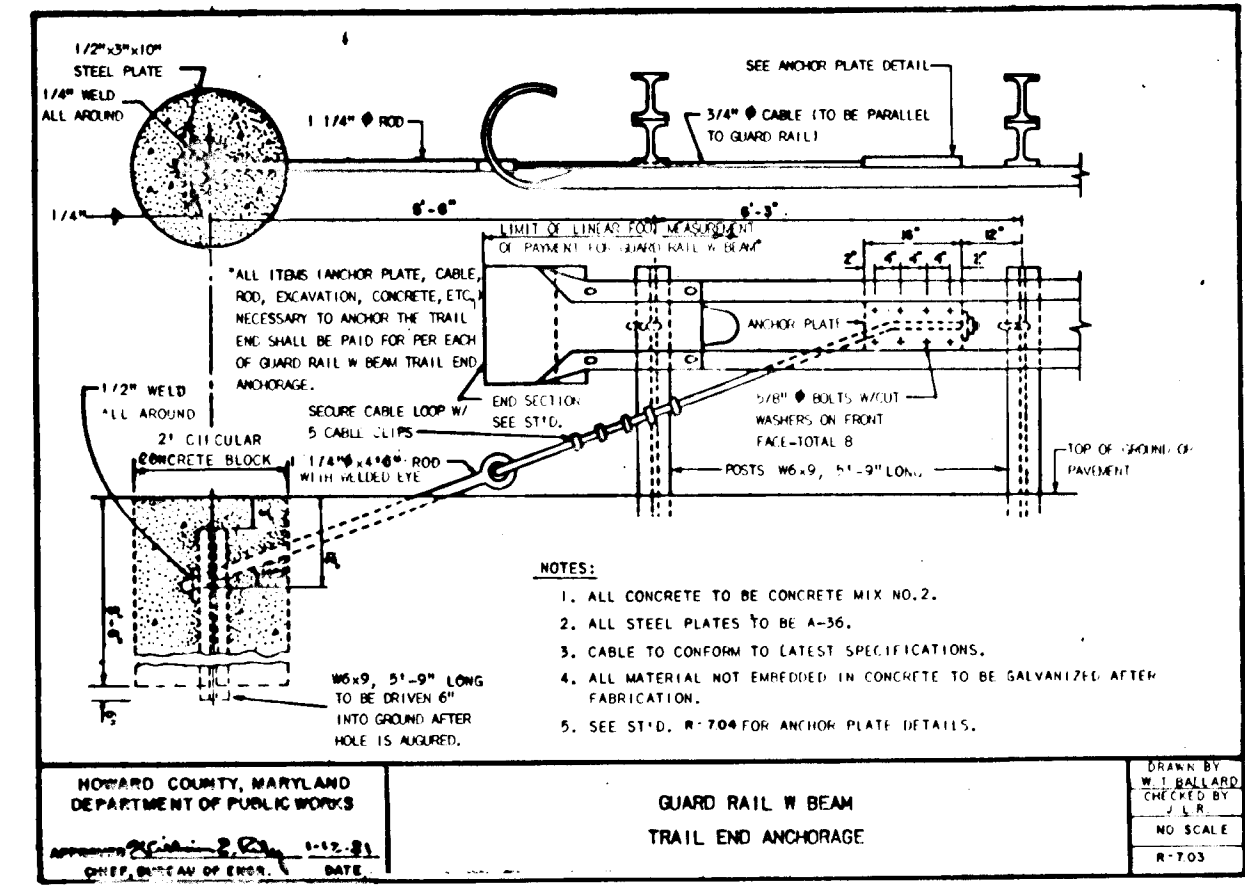 1/2"x3"x10"
STEEL PLATE
1/4" WELD
ALL AROUND
1 1/4" ϕ ROD
SEE ANCHOR PLATE DETAIL
3/4" ϕ CABLE (TO BE PARALLEL
TO GUARD RAIL)
1/4"
6'-3"
LIMIT OF LINEAR FOOT MEASUREMENT
OF PAYMENT FOR GUARD RAIL W BEAM"
16"
12"
2"
4"
4"
4"
2"
"ALL ITEMS (ANCHOR PLATE, CABLE,
ROD, EXCAVATION, CONCRETE, ETC.)
NECESSARY TO ANCHOR THE TRAIL
END SHALL BE PAID FOR PER EACH
OF GUARD RAIL W BEAM TRAIL END
ANCHORAGE.
ANCHOR PLATE
1/2" WELD
ALL AROUND
2' CIRCULAR
CONCRETE BLOCK
SECURE CABLE LOOP W/
5 CABLE CLIPS
END SECTION
SEE ST'D.
5/8" ϕ BOLTS W/CUT
WASHERS ON FRONT
FACE-TOTAL 8
1 1/4"ϕx4'6" ROD
WITH WELDED EYE
POSTS W6x9, 5'-9" LONG
TOP OF GROUND OR
PAVEMENT
6"
W6x9, 5'-9" LONG
TO BE DRIVEN 6"
INTO GROUND AFTER
HOLE IS AUGURED.
NOTES:
1. ALL CONCRETE TO BE CONCRETE MIX NO.2.
2. ALL STEEL PLATES TO BE A-36.
3. CABLE TO CONFORM TO LATEST SPECIFICATIONS.
4. ALL MATERIAL NOT EMBEDDED IN CONCRETE TO BE GALVANIZED AFTER
FABRICATION.
5. SEE ST'D. R-7.04 FOR ANCHOR PLATE DETAILS.
HOWARD COUNTY, MARYLAND
DEPARTMENT OF PUBLIC WORKS
APPROVED 1-12-81
CHIEF, BUREAU OF ENGR. DATE
GUARD RAIL W BEAM
TRAIL END ANCHORAGE
DRAWN BY
W. T. BALLARD
CHECKED BY
J. L. R.
NO SCALE
R-7.03